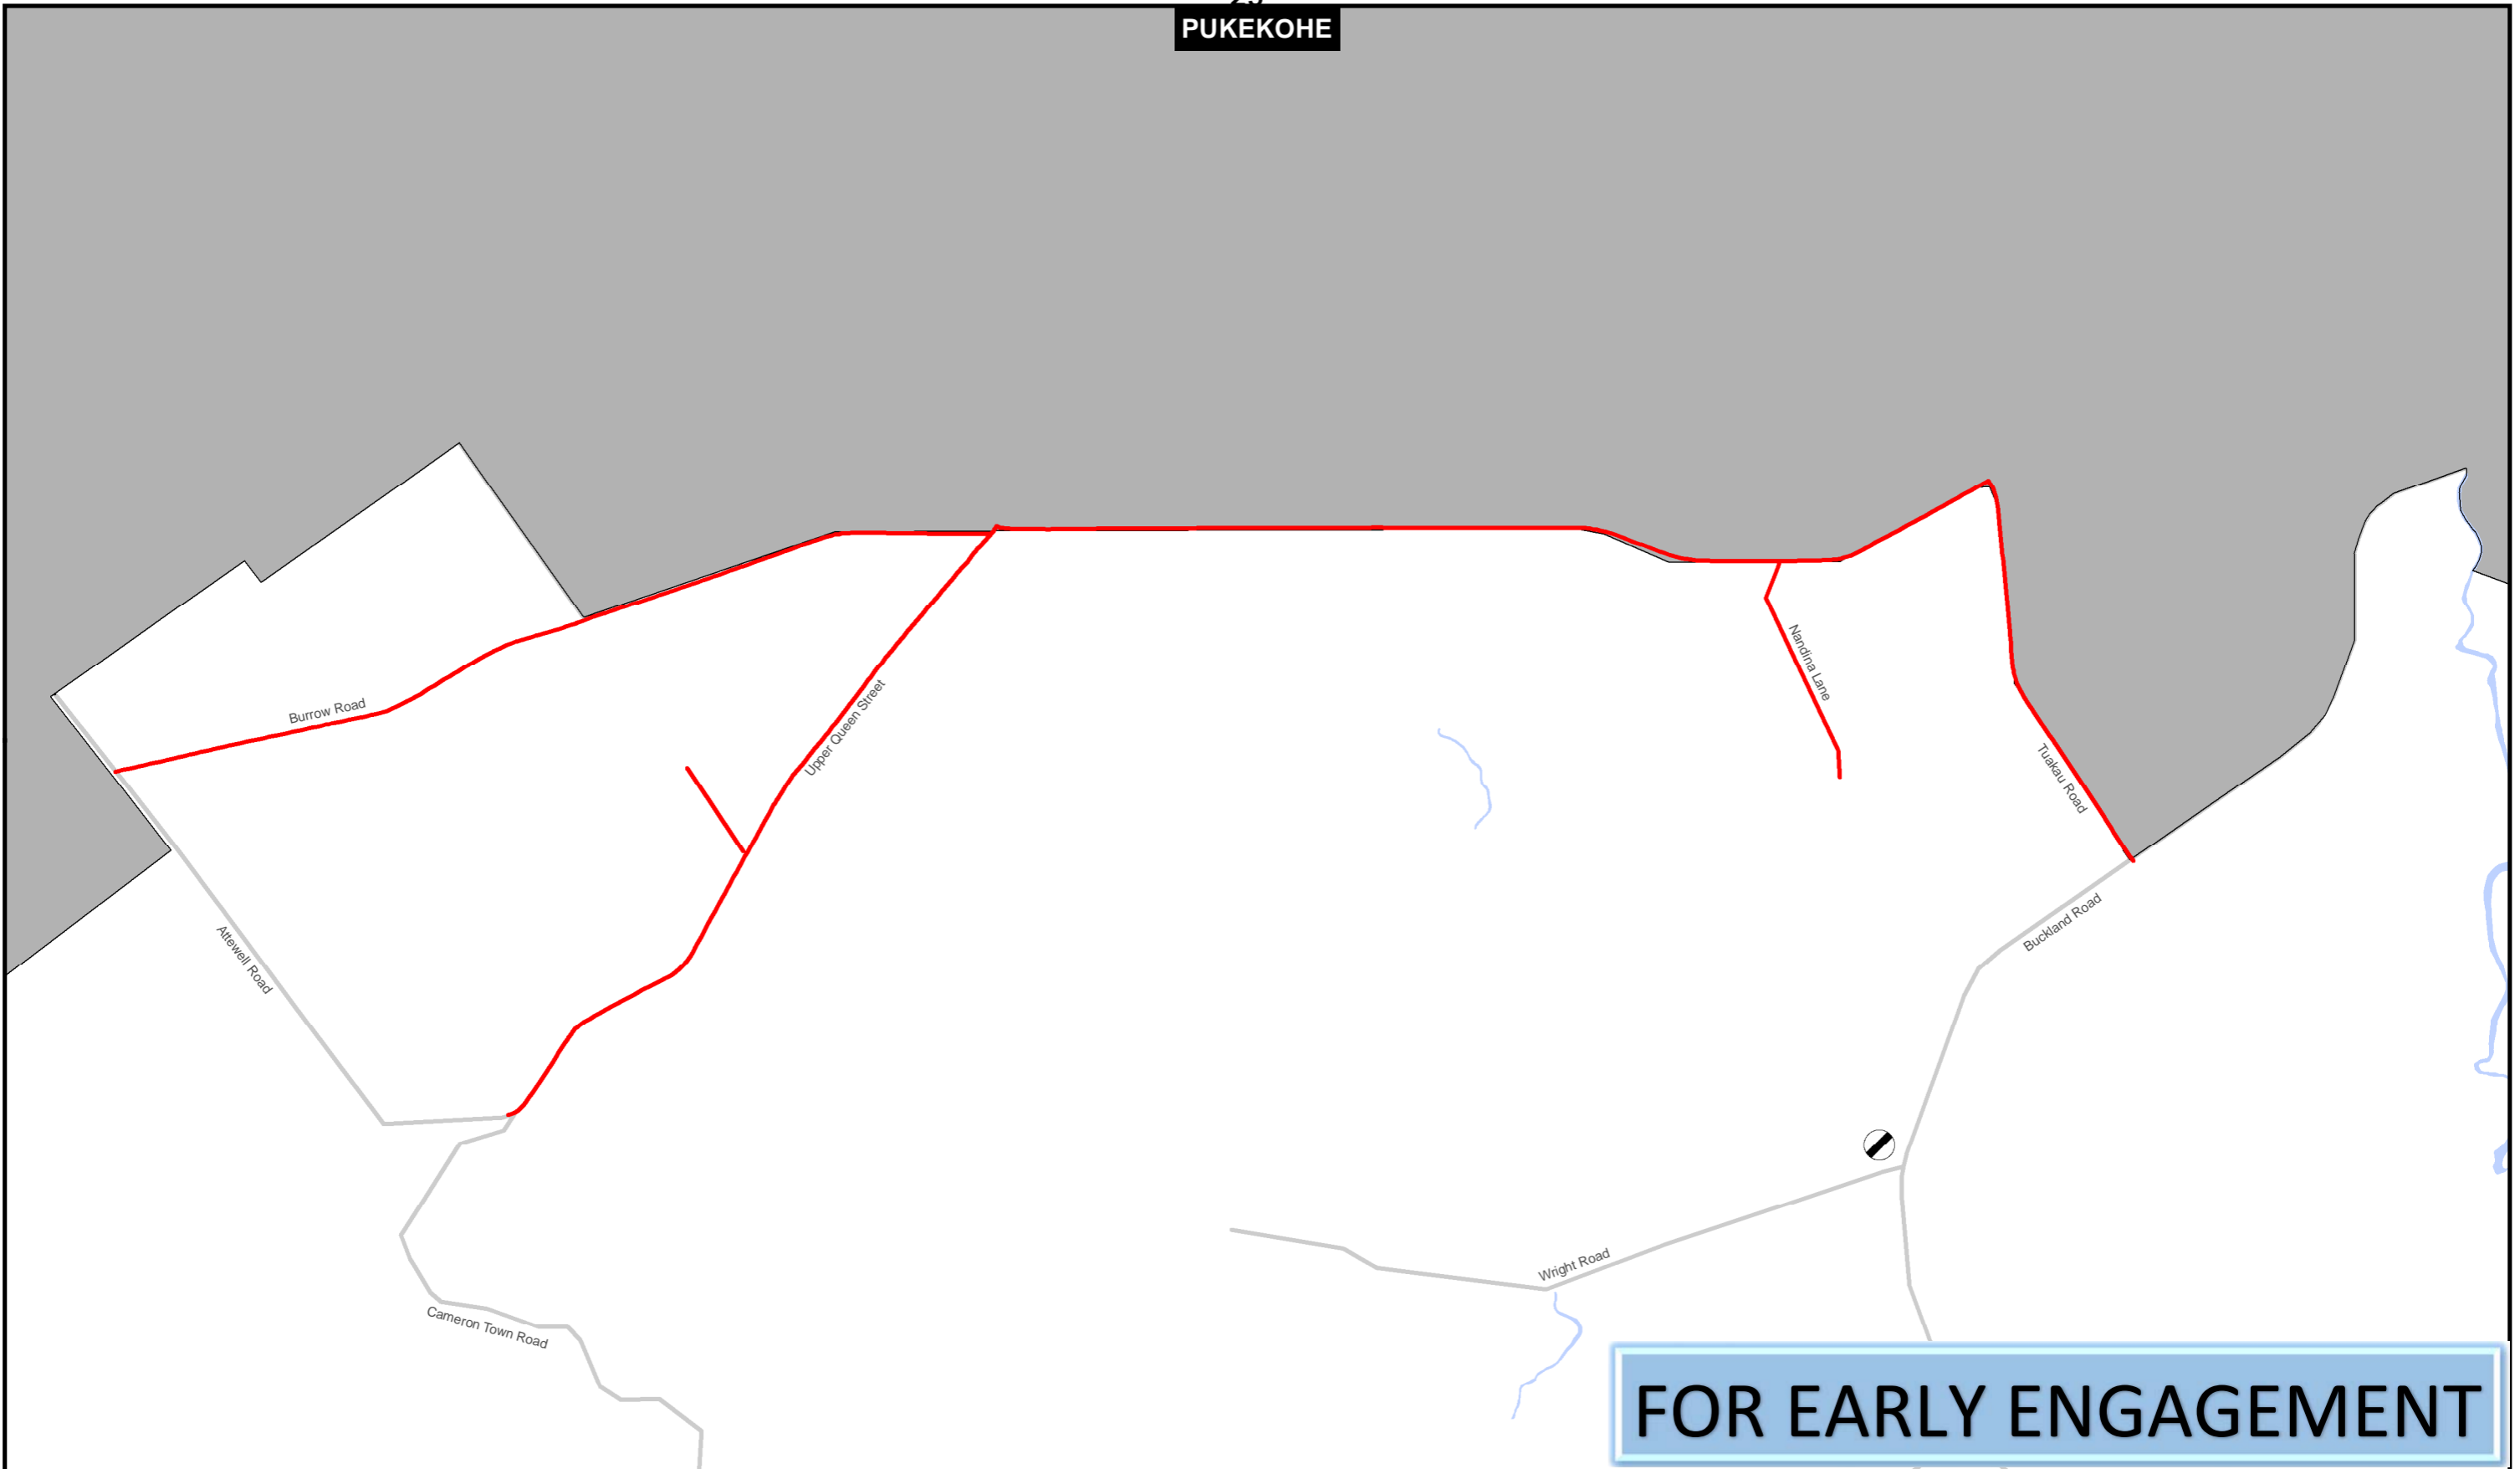 PUKEKOHE
Nandina Lane
Upper Queen Street
Burrow Road
Tuakau Road
Buckland Road
Attewell Road
Wright Road
Cameron Town Road
FOR EARLY ENGAGEMENT